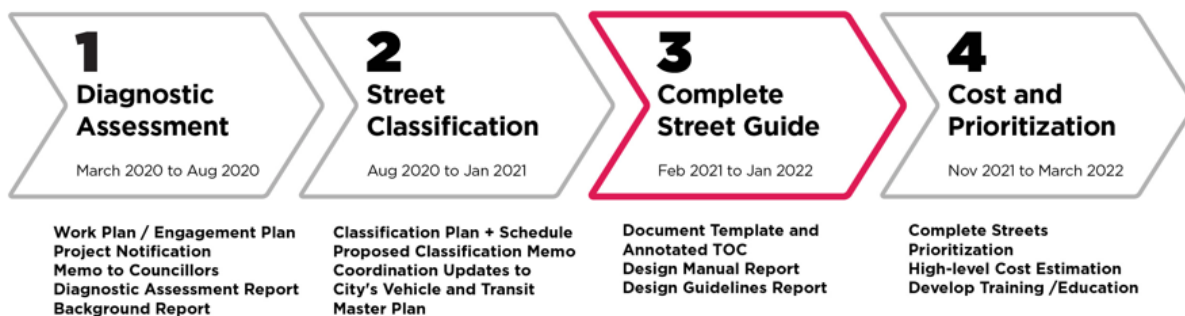 1
Diagnostic
Assessment
March 2020 to Aug 2020
Work Plan / Engagement Plan
Project Notification
Memo to Councillors
Diagnostic Assessment Report
Background Report
2
Street
Classification
Aug 2020 to Jan 2021
Classification Plan + Schedule
Proposed Classification Memo
Coordination Updates to
City's Vehicle and Transit
Master Plan
3
Complete
Street Guide
Feb 2021 to Jan 2022
Document Template and
Annotated TOC
Design Manual Report
Design Guidelines Report
4
Cost and
Prioritization
Nov 2021 to March 2022
Complete Streets
Prioritization
High-level Cost Estimation
Develop Training /Education